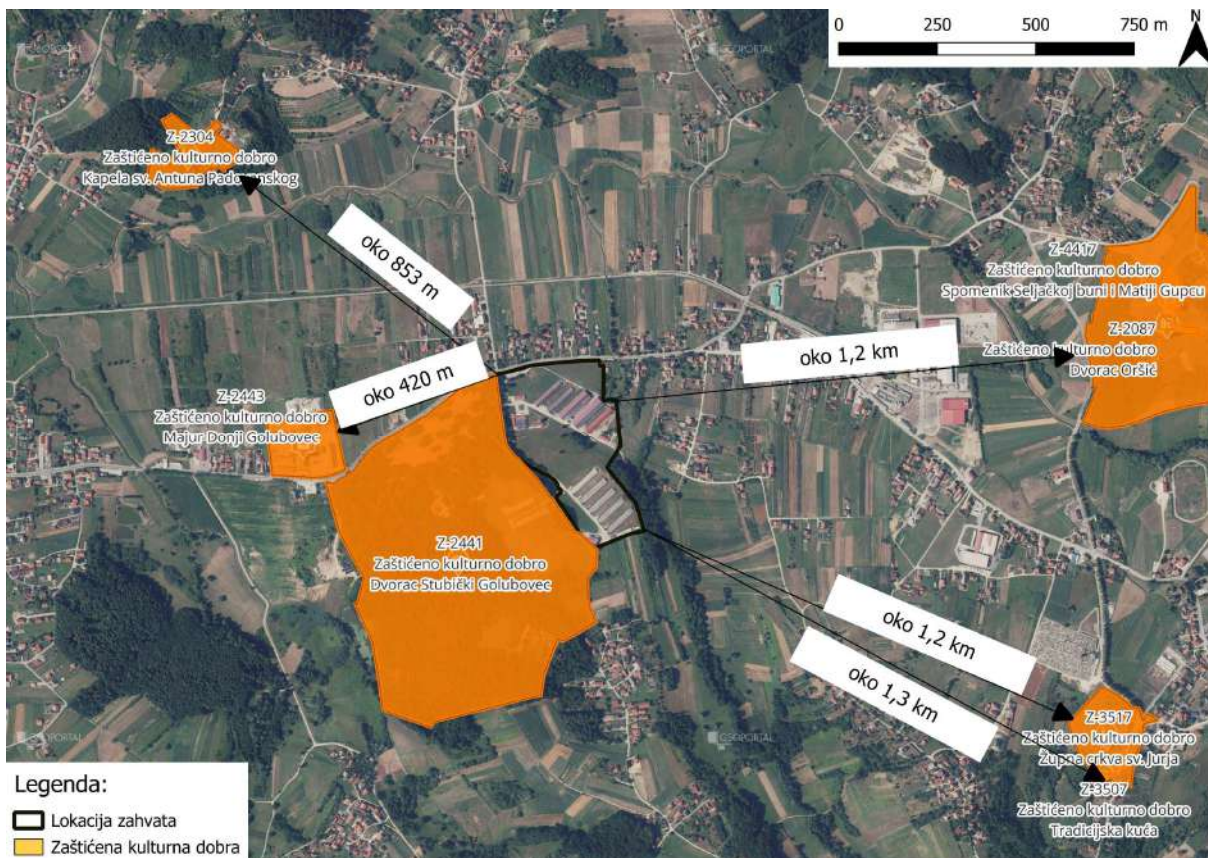 0 250 500 750 m
N
GEOPORTAL
GEOPORTAL
Z-2304
Zaštićeno kulturno dobro
Kapela sv. Antuna Padovanskog
oko 853 m
Z-4417
Zaštićeno kulturno dobro
Spomenik Seljačkoj buni i Matiji Gupcu
Z-2087
Zaštićeno kulturno dobro
Dvorac Oršić
oko 1,2 km
oko 420 m
Z-2443
Zaštićeno kulturno dobro
Majur Donji Golubovec
Z-2441
Zaštićeno kulturno dobro
Dvorac Stubički Golubovec
oko 1,2 km
oko 1,3 km
Z-3517
Zaštićeno kulturno dobro
Župna crkva sv. Jurja
Z-3507
Zaštićeno kulturno dobro
Tradicijska kuća
GEOPORTAL
GEOPORTAL
Legenda:
Lokacija zahvata
Zaštićena kulturna dobra